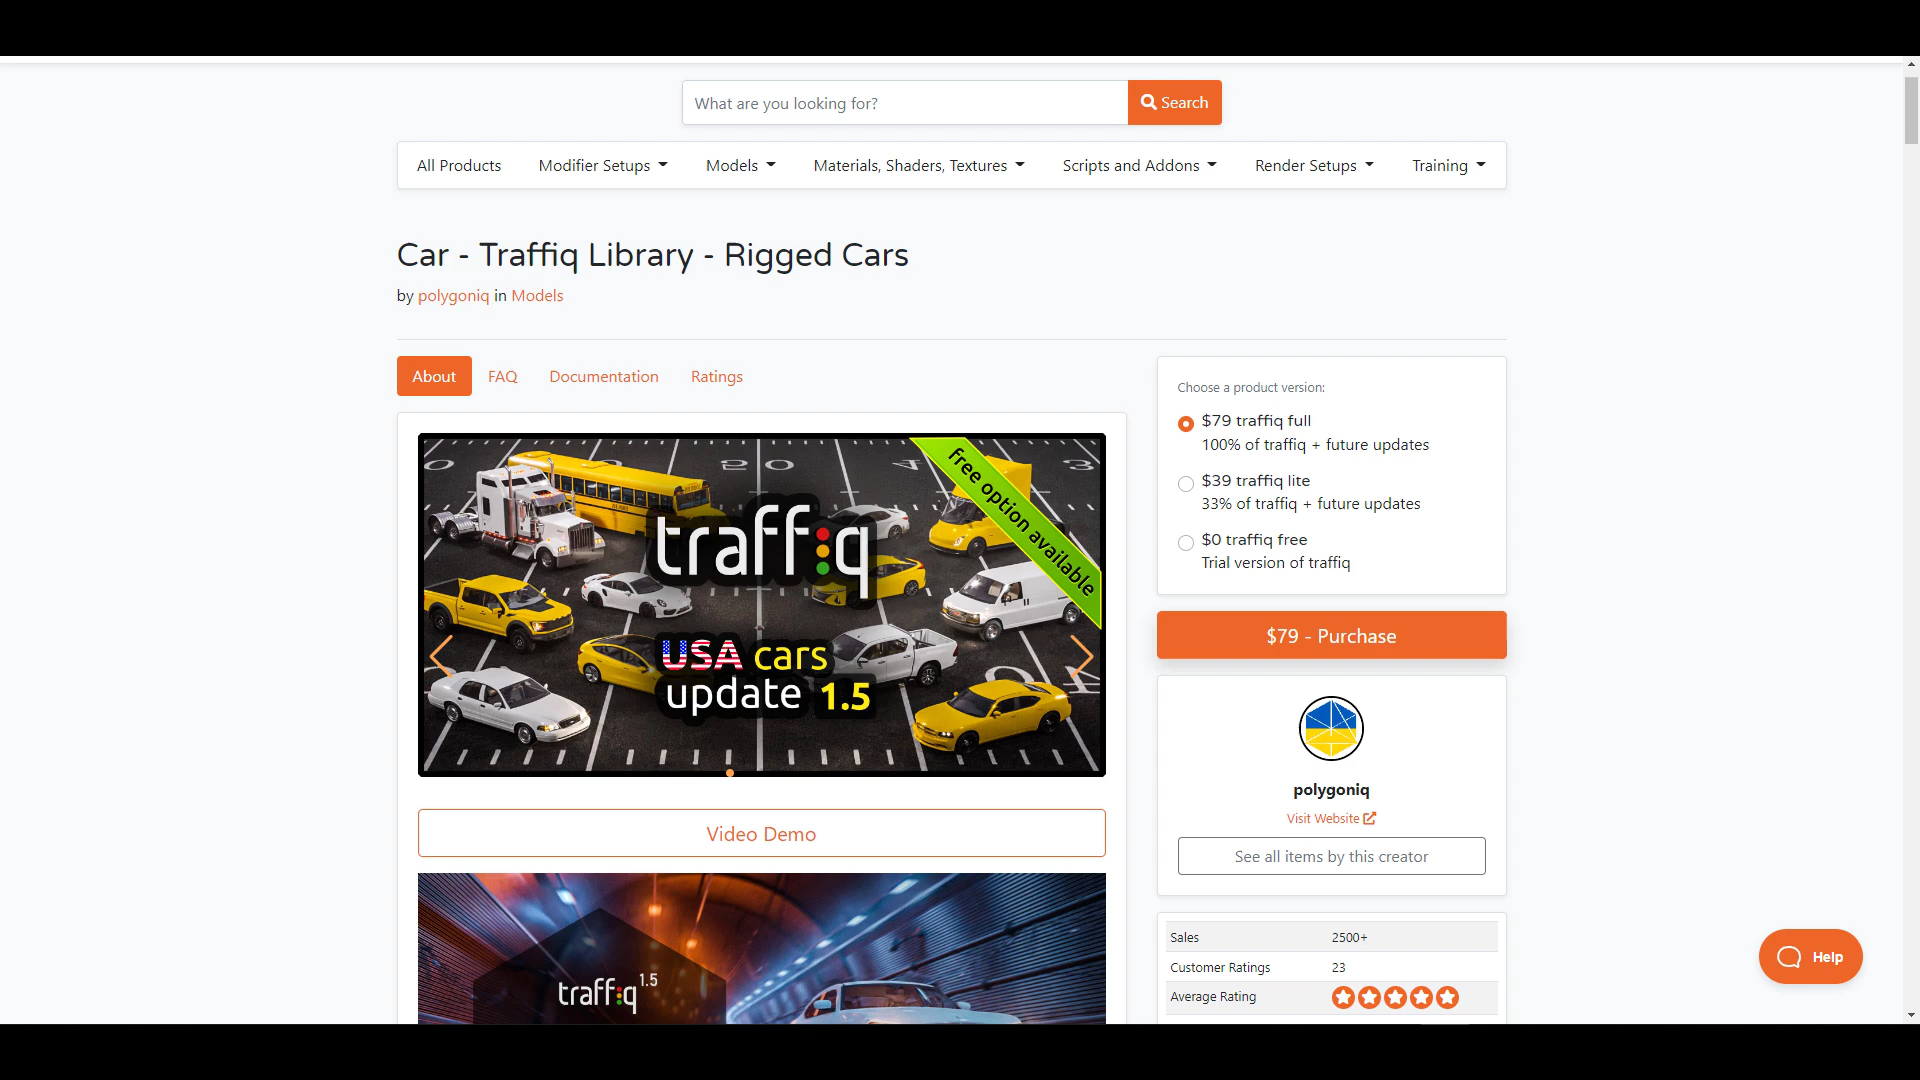 What are you looking for?
Search
All Products
Modifier Setups
Models
Materials, Shaders, Textures
Scripts and Addons
Render Setups
Training
Car - Traffiq Library - Rigged Cars
by polygoniq in Models
About
FAQ
Documentation
Ratings
free option available
traffiq
USA cars
update 1.5
Video Demo
traffiq 1.5
Choose a product version:
$79 traffiq full
100% of traffiq + future updates
$39 traffiq lite
33% of traffiq + future updates
$0 traffiq free
Trial version of traffiq
$79 - Purchase
polygoniq
Visit Website
See all items by this creator
Sales 2500+
Customer Ratings 23
Average Rating
Help